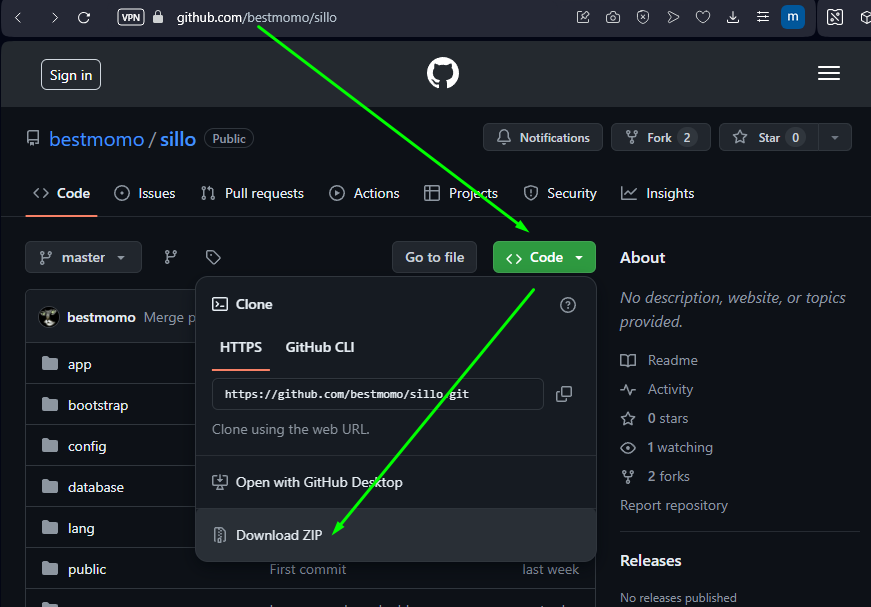 VPN github.com/bestmomo/sillo m
Sign in
bestmomo / sillo Public Notifications Fork 2 Star 0
Code Issues Pull requests Actions Projects Security Insights
master Go to file Code About
No description, website, or topics
provided.
bestmomo Merge p
Clone
HTTPS GitHub CLI
https://github.com/bestmomo/sillo.git
Clone using the web URL.
Open with GitHub Desktop
Download ZIP
app
bootstrap
config
database
lang
public First commit last week
Readme
Activity
0 stars
1 watching
2 forks
Report repository
Releases
No releases published